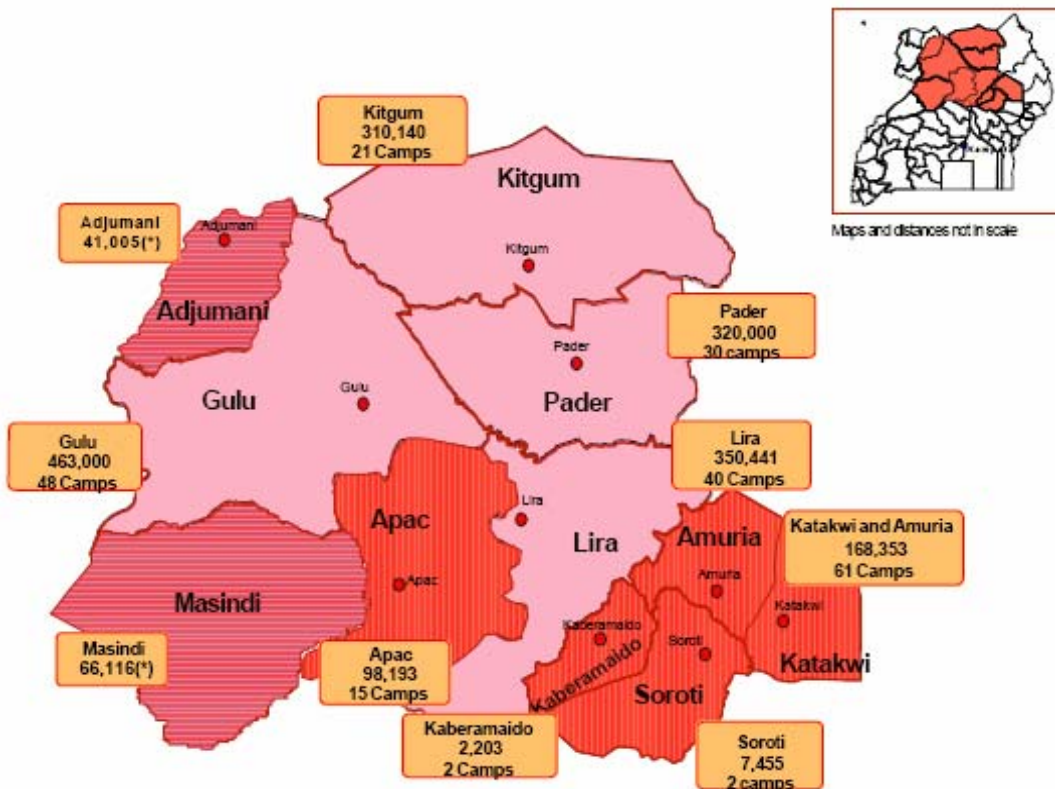 Kitgum
310,140
21 Camps
Kitgum
Kitgum
Maps and distances not in scale
Adjumani
41,005(*)
Adjumani
Adjumani
Pader
320,000
30 camps
Pader
Pader
Gulu
Gulu
Gulu
463,000
48 Camps
Lira
350,441
40 Camps
Lira
Lira
Apac
Apac
Amuria
Amuria
Katakwi and Amuria
168,353
61 Camps
Katakwi
Katakwi
Masindi
Masindi
66,116(*)
Apac
98,193
15 Camps
Kaberamaido
Kaberamaido
Soroti
Soroti
Kaberamaido
2,203
2 Camps
Soroti
7,455
2 camps